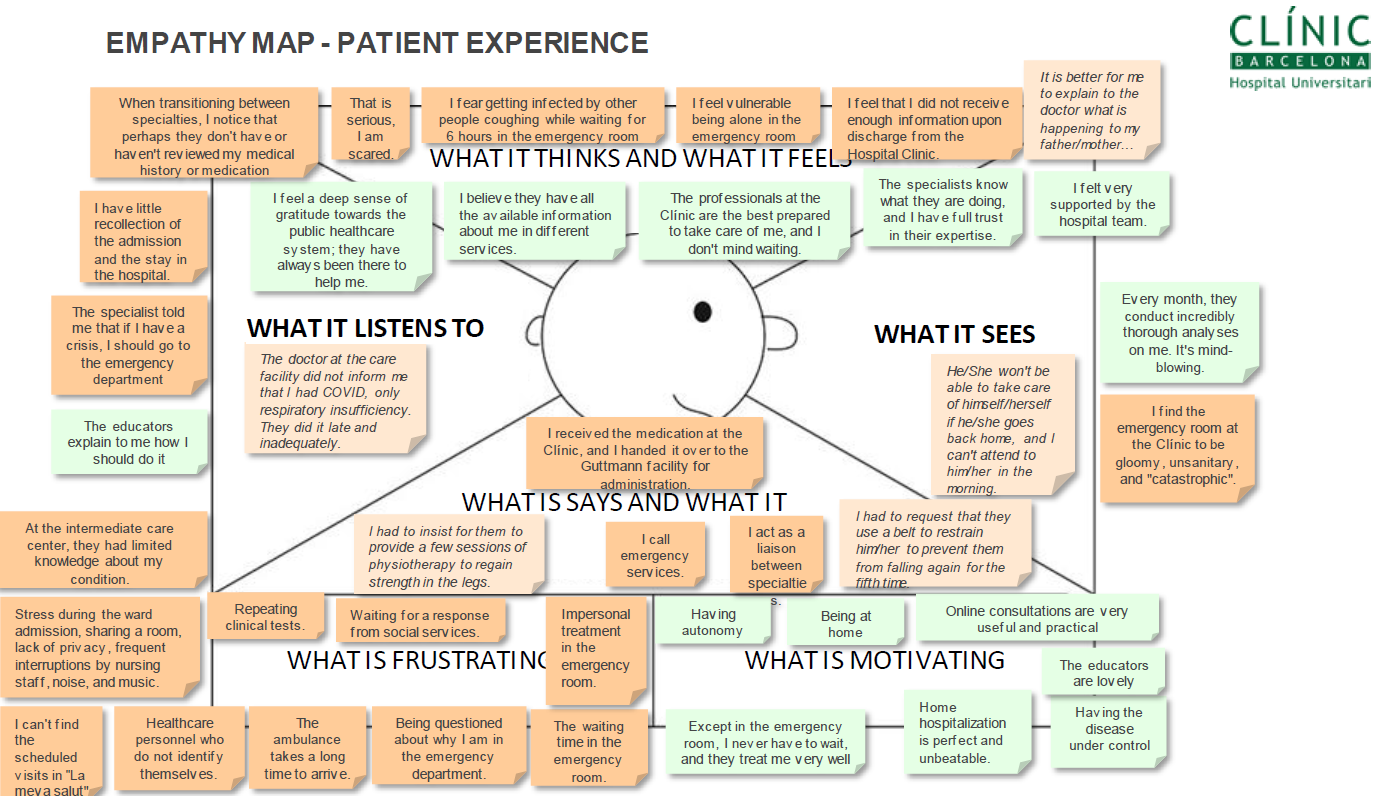 EMPATHY MAP - PATIENT EXPERIENCE
CLÍNIC
BARCELONA
Hospital Universitari
When transitioning between
specialties, I notice that
perhaps they don't have or
haven't reviewed my medical
history or medication
That is
serious,
I am
scared.
I fear getting infected by other
people coughing while waiting for
6 hours in the emergency room
I feel vulnerable
being alone in the
emergency room
I feel that I did not receive
enough information upon
discharge from the
Hospital Clinic.
It is better for me
to explain to the
doctor what is
happening to my
father/mother…
WHAT IT THINKS AND WHAT IT FEELS
I have little
recollection of
the admission
and the stay in
the hospital.
I feel a deep sense of
gratitude towards the
public healthcare
system; they have
always been there to
help me.
I believe they have all
the available information
about me in different
services.
The professionals at the
Clínic are the best prepared
to take care of me, and I
don't mind waiting.
The specialists know
what they are doing,
and I have full trust
in their expertise.
I felt very
supported by the
hospital team.
The specialist told
me that if I have a
crisis, I should go to
the emergency
department
The educators
explain to me how I
should do it
WHAT IT LISTENS TO
The doctor at the care
facility did not inform me
that I had COVID, only
respiratory insufficiency.
They did it late and
inadequately.
WHAT IT SEES
He/She won't be
able to take care
of himself/herself
if he/she goes
back home, and I
can't attend to
him/her in the
morning.
Every month, they
conduct incredibly
thorough analyses
on me. It's mind-
blowing.
I find the
emergency room at
the Clínic to be
gloomy, unsanitary,
and "catastrophic".
I received the medication at the
Clínic, and I handed it over to the
Guttmann facility for
administration.
WHAT IS SAYS AND WHAT IT
At the intermediate care
center, they had limited
knowledge about my
condition.
I had to insist for them to
provide a few sessions of
physiotherapy to regain
strength in the legs.
I call
emergency
services.
I act as a
liaison
between
specialtie
s.
I had to request that they
use a belt to restrain
him/her to prevent them
from falling again for the
fifth time.
Stress during the ward
admission, sharing a room,
lack of privacy, frequent
interruptions by nursing
staff, noise, and music.
Repeating
clinical tests.
Waiting for a response
from social services.
Impersonal
treatment
in the
emergency
room.
WHAT IS FRUSTRATING
Having
autonomy
Being at
home
Online consultations are very
useful and practical
WHAT IS MOTIVATING
The educators
are lovely
I can't find
the
scheduled
visits in "La
meva salut"
Healthcare
personnel who
do not identify
themselves.
The
ambulance
takes a long
time to arrive.
Being questioned
about why I am in
the emergency
department.
The waiting
time in the
emergency
room.
Except in the emergency
room, I never have to wait,
and they treat me very well
Home
hospitalization
is perfect and
unbeatable.
Having the
disease
under control